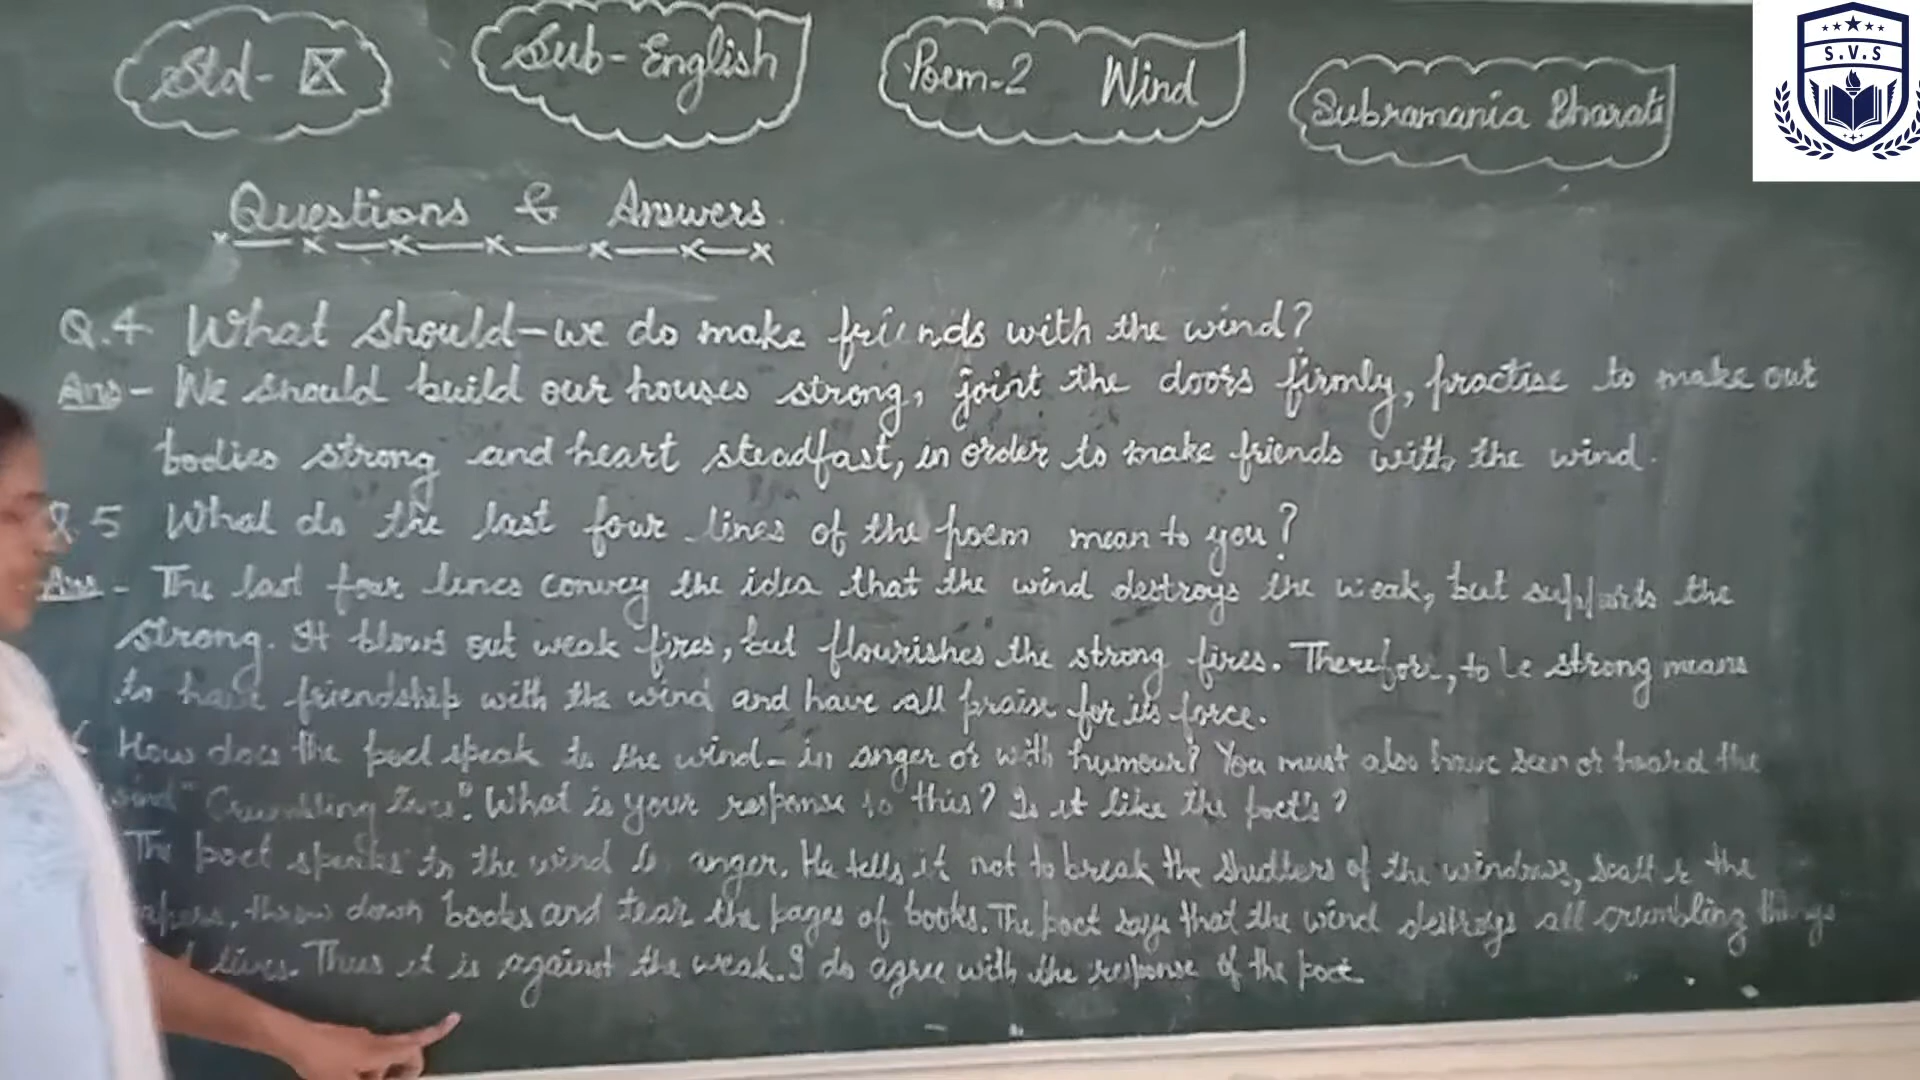 Std- IX
Sub- English
Poem-2 Wind
Subramania Bharati
S.V.S
Questions & Answers.
Q.4 What should-we do make friends with the wind?
Ans- We should build our houses strong, joint the doors firmly, practise to make our
bodies strong and heart steadfast, in order to make friends with the wind.
Q.5 What do the last four lines of the poem mean to you?
Ans- The last four lines convey the idea that the wind destroys the weak, but supports the
strong. It blows out weak fires, but flourishes the strong fires. Therefore, to be strong means
to have friendship with the wind and have all praise for its force.
How does the poet speak to the wind- in anger or with humour? You must also have seen or heard the
wind "Crumbling lives". What is your response to this? Is it like the poet's?
The poet speaks to the wind in anger. He tells it not to break the shutters of the windows, scatter the
papers, throw down books and tear the pages of books. The poet says that the wind destroys all crumbling things
lives. Thus it is against the weak. I do agree with the response of the poet